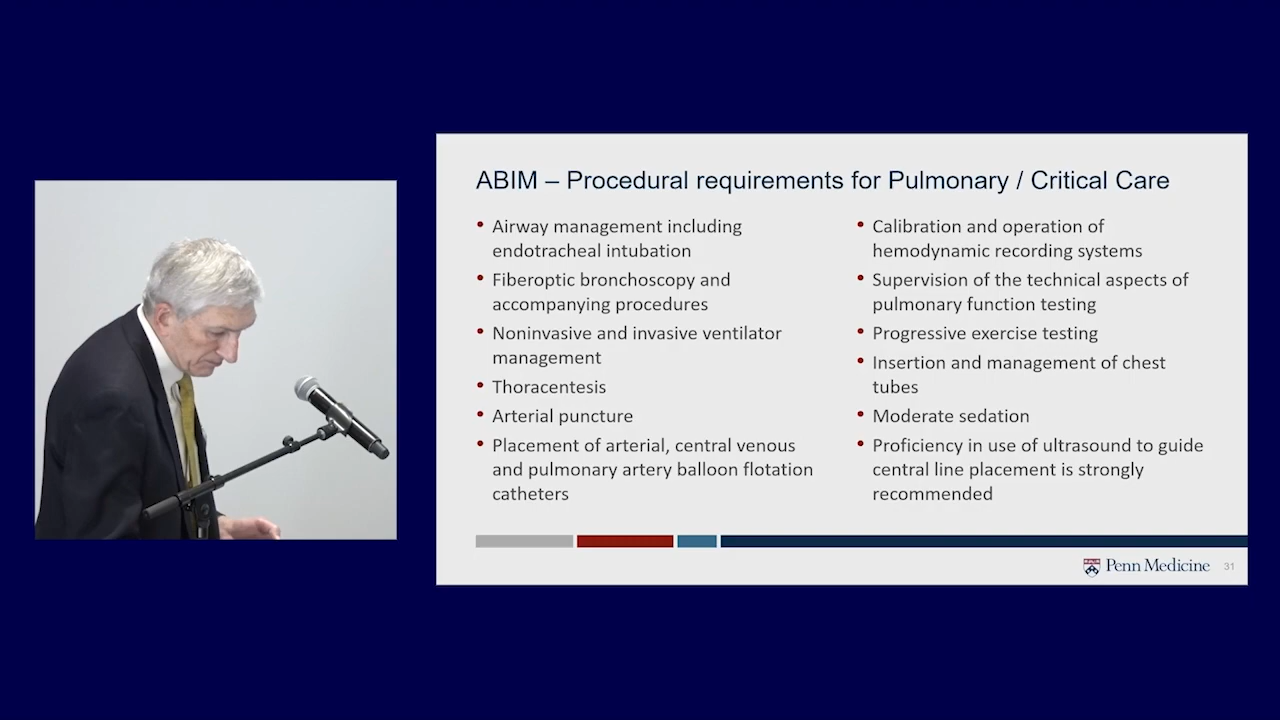 ABIM – Procedural requirements for Pulmonary / Critical Care
• Airway management including
endotracheal intubation
• Fiberoptic bronchoscopy and
accompanying procedures
• Noninvasive and invasive ventilator
management
• Thoracentesis
• Arterial puncture
• Placement of arterial, central venous
and pulmonary artery balloon flotation
catheters
• Calibration and operation of
hemodynamic recording systems
• Supervision of the technical aspects of
pulmonary function testing
• Progressive exercise testing
• Insertion and management of chest
tubes
• Moderate sedation
• Proficiency in use of ultrasound to guide
central line placement is strongly
recommended
Penn Medicine 31